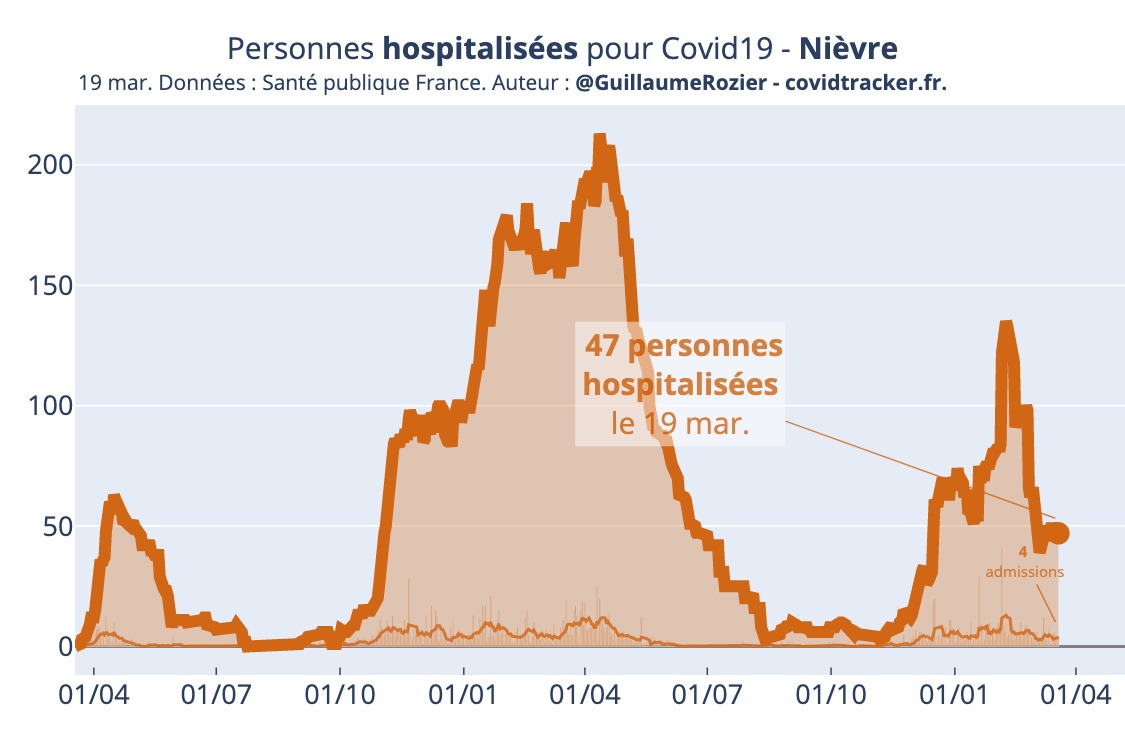 Personnes hospitalisées pour Covid19 - Nièvre
19 mar. Données : Santé publique France. Auteur : @GuillaumeRozier - covidtracker.fr.
200
150
100
50
0
47 personnes
hospitalisées
le 19 mar.
4
admissions
01/04 01/07 01/10 01/01 01/04 01/07 01/10 01/01 01/04